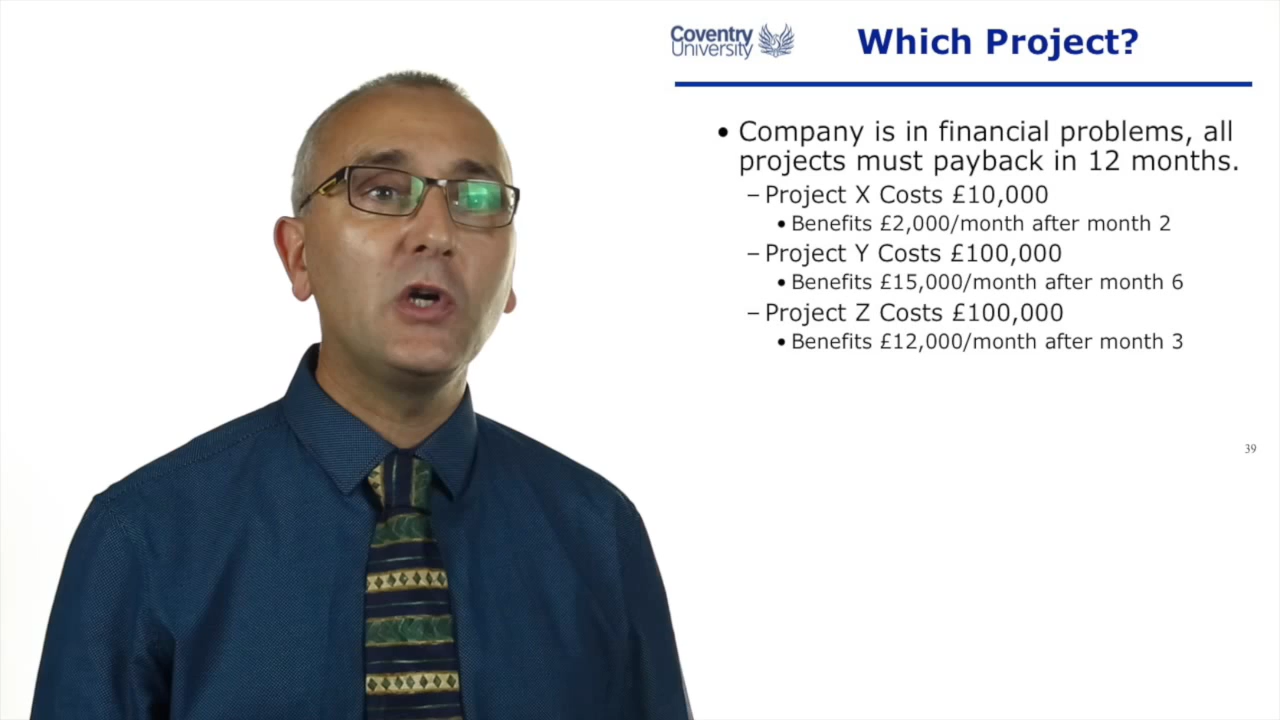 Coventry
University
Which Project?
• Company is in financial problems, all
projects must payback in 12 months.
– Project X Costs £10,000
• Benefits £2,000/month after month 2
– Project Y Costs £100,000
• Benefits £15,000/month after month 6
– Project Z Costs £100,000
• Benefits £12,000/month after month 3
39